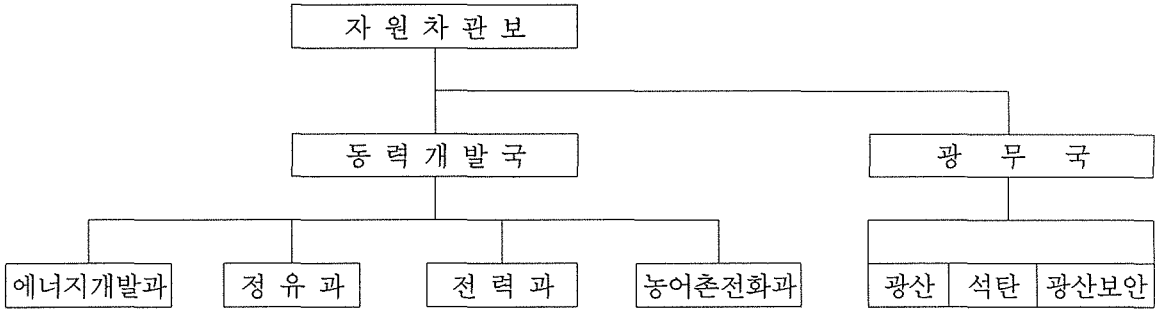 자 원 차 관 보
동 력 개 발 국
광 무 국
에너지개발과
정 유 과
전 력 과
농어촌전화과
광산
석탄
광산보안